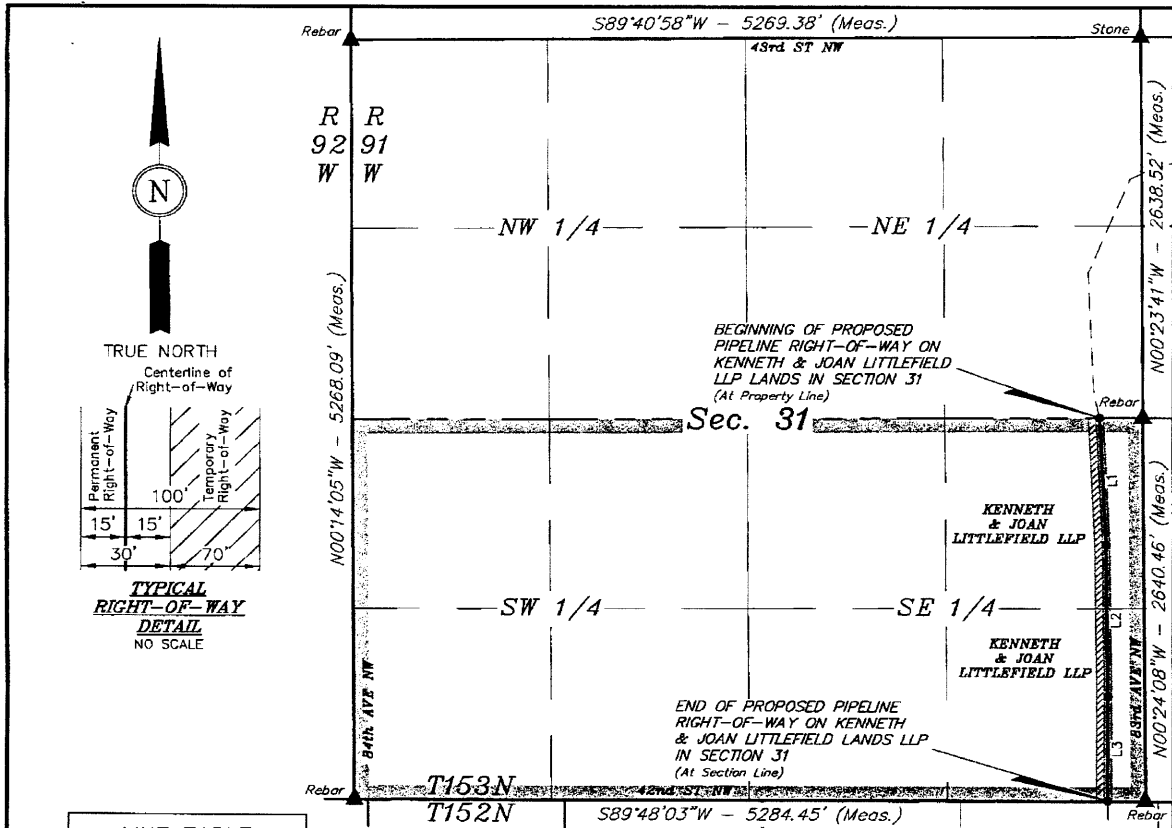 S89°40'58"W - 5269.38' (Meas.)
Rebar
Stone
43rd ST NW
R R
92 91
W W
N
TRUE NORTH
Centerline of
Right-of-Way
Permanent
Right-of-Way
Temporary
Right-of-Way
100'
15' 15'
30' 70'
TYPICAL
RIGHT-OF-WAY
DETAIL
NO SCALE
N00°14'05"W - 5268.09' (Meas.)
NW 1/4
NE 1/4
N00°23'41"W - 2638.52' (Meas.)
BEGINNING OF PROPOSED
PIPELINE RIGHT-OF-WAY ON
KENNETH & JOAN LITTLEFIELD
LLP LANDS IN SECTION 31
(At Property Line)
Rebar
Sec. 31
L1
KENNETH
& JOAN
LITTLEFIELD LLP
SW 1/4
SE 1/4
L2
KENNETH
& JOAN
LITTLEFIELD LLP
N00°24'08"W - 2640.46' (Meas.)
84th AVE NW
83rd AVE NW
END OF PROPOSED PIPELINE
RIGHT-OF-WAY ON KENNETH
& JOAN LITTLEFIELD LANDS LLP
IN SECTION 31
(At Section Line)
L3
Rebar
T153N
42nd ST NW
T152N
S89°48'03"W - 5284.45' (Meas.)
Rebar